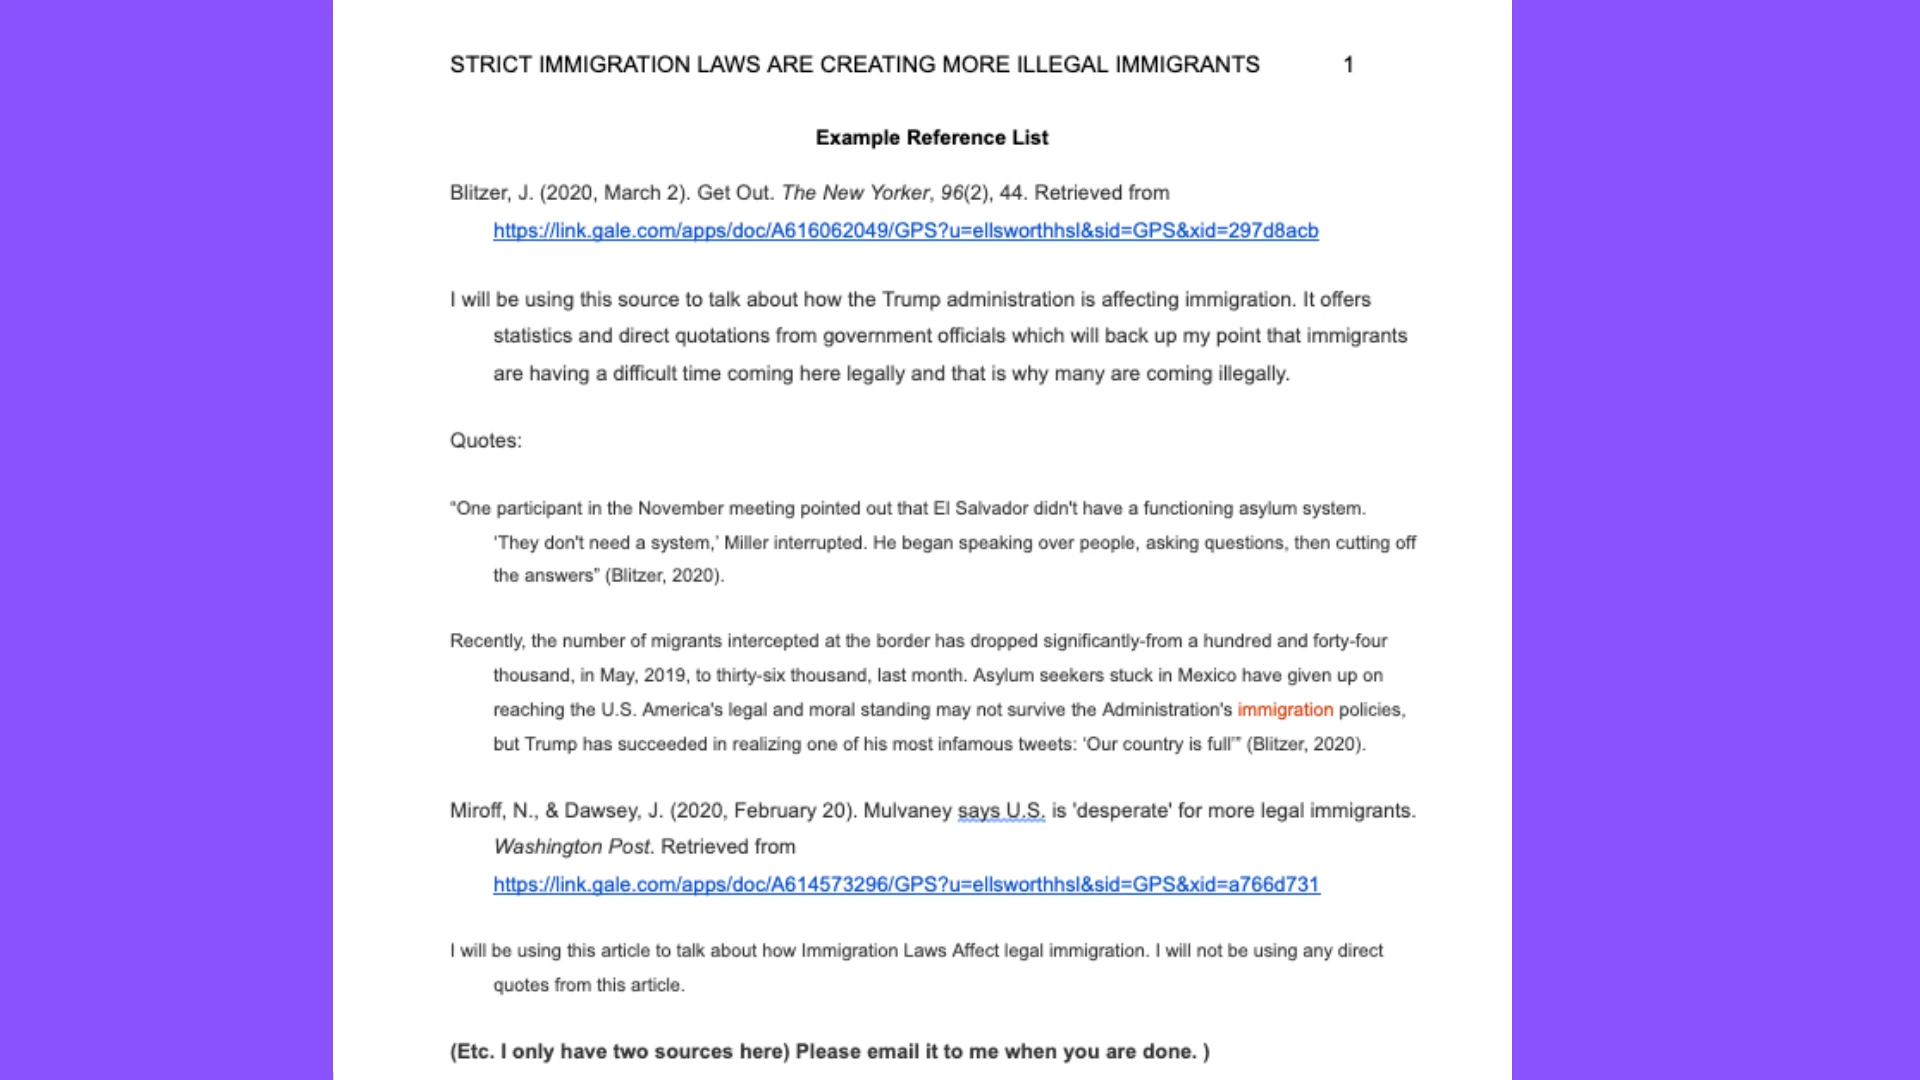 STRICT IMMIGRATION LAWS ARE CREATING MORE ILLEGAL IMMIGRANTS 1
Example Reference List
Blitzer, J. (2020, March 2). Get Out. The New Yorker, 96(2), 44. Retrieved from
https://link.gale.com/apps/doc/A616062049/GPS?u=ellsworthhsl&sid=GPS&xid=297d8acb
I will be using this source to talk about how the Trump administration is affecting immigration. It offers
statistics and direct quotations from government officials which will back up my point that immigrants
are having a difficult time coming here legally and that is why many are coming illegally.
Quotes:
“One participant in the November meeting pointed out that El Salvador didn't have a functioning asylum system.
‘They don't need a system,’ Miller interrupted. He began speaking over people, asking questions, then cutting off
the answers” (Blitzer, 2020).
Recently, the number of migrants intercepted at the border has dropped significantly-from a hundred and forty-four
thousand, in May, 2019, to thirty-six thousand, last month. Asylum seekers stuck in Mexico have given up on
reaching the U.S. America's legal and moral standing may not survive the Administration's immigration policies,
but Trump has succeeded in realizing one of his most infamous tweets: ‘Our country is full’” (Blitzer, 2020).
Miroff, N., & Dawsey, J. (2020, February 20). Mulvaney says U.S. is 'desperate' for more legal immigrants.
Washington Post. Retrieved from
https://link.gale.com/apps/doc/A614573296/GPS?u=ellsworthhsl&sid=GPS&xid=a766d731
I will be using this article to talk about how Immigration Laws Affect legal immigration. I will not be using any direct
quotes from this article.
(Etc. I only have two sources here) Please email it to me when you are done. )